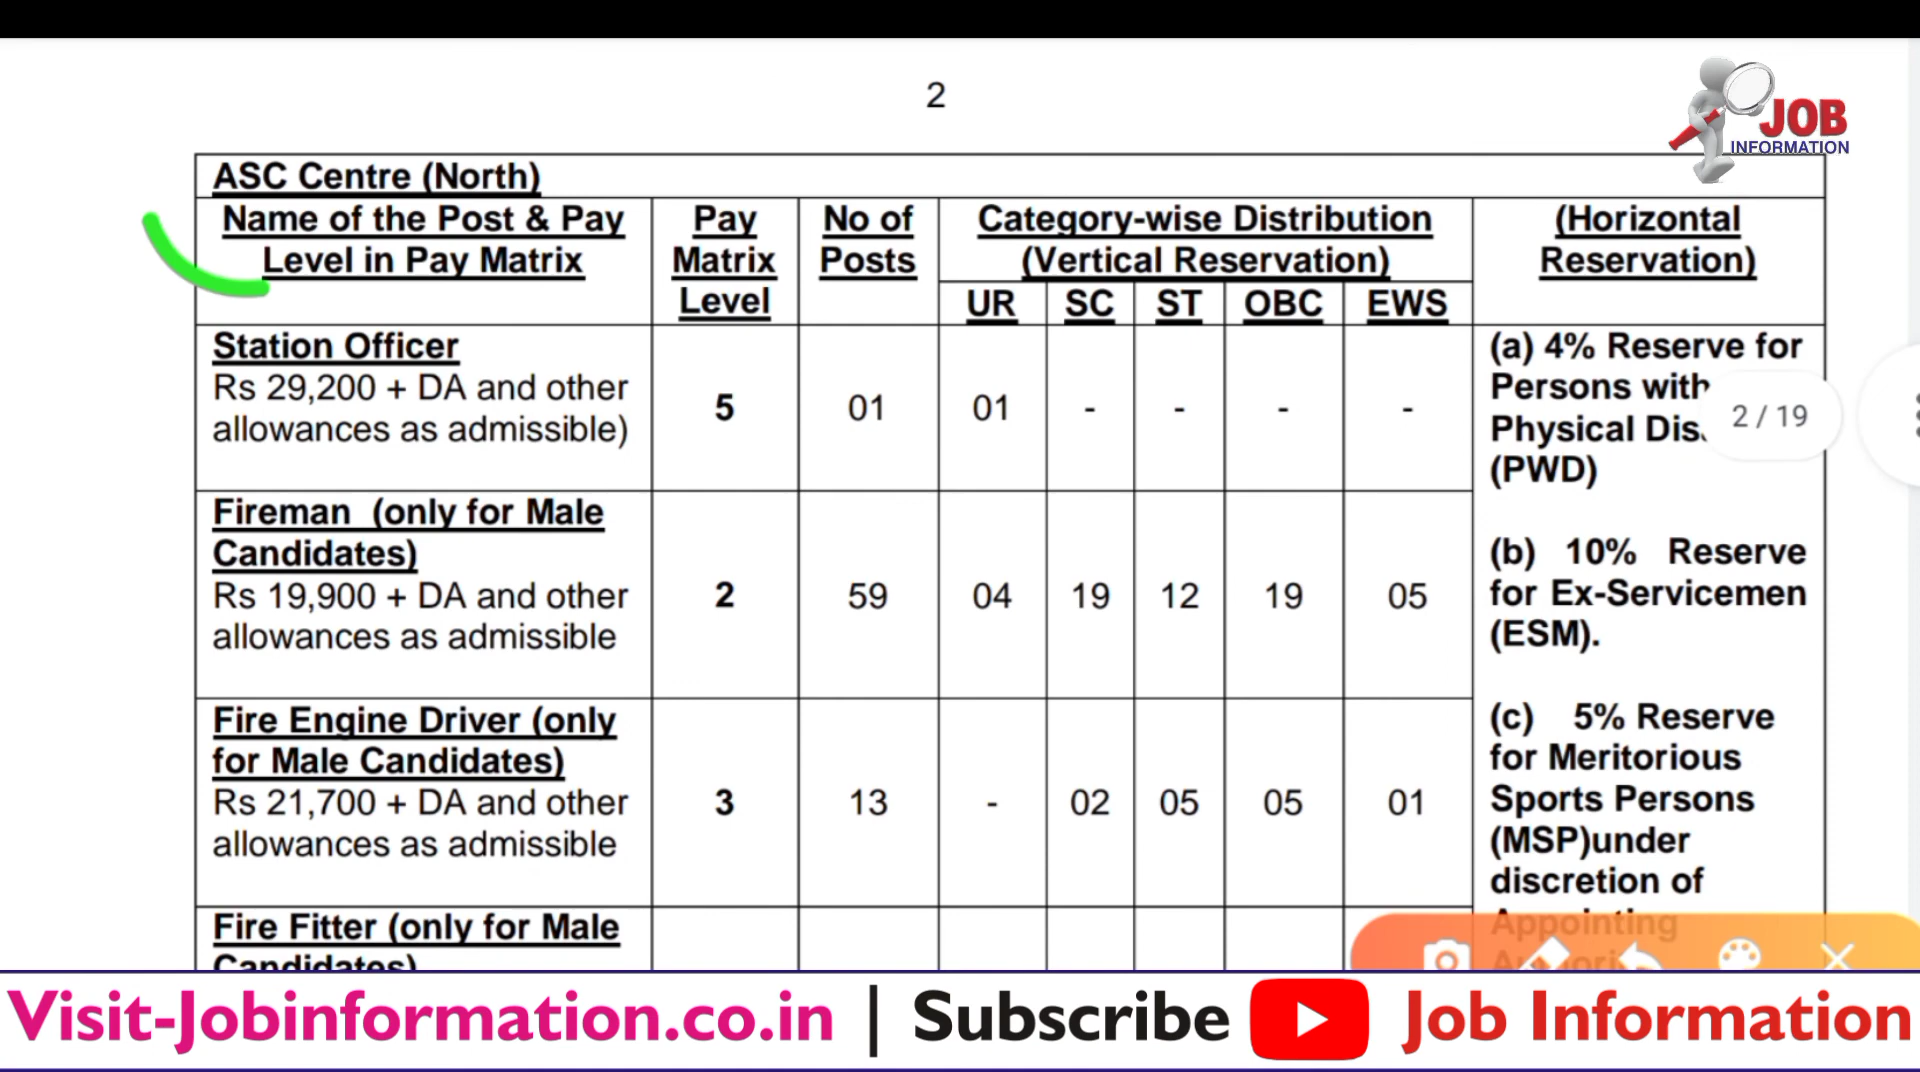 2
JOB
INFORMATION
ASC Centre (North)
Name of the Post & Pay
Level in Pay Matrix
Pay
Matrix
Level
No of
Posts
Category-wise Distribution
(Vertical Reservation)
(Horizontal
Reservation)
UR SC ST OBC EWS
Station Officer
Rs 29,200 + DA and other
allowances as admissible)
5 01 01 - - - -
Fireman (only for Male
Candidates)
Rs 19,900 + DA and other
allowances as admissible
2 59 04 19 12 19 05
Fire Engine Driver (only
for Male Candidates)
Rs 21,700 + DA and other
allowances as admissible
3 13 - 02 05 05 01
Fire Fitter (only for Male
Candidates)
(a) 4% Reserve for
Persons with
Physical Dis
(PWD)
(b) 10% Reserve
for Ex-Servicemen
(ESM).
(c) 5% Reserve
for Meritorious
Sports Persons
(MSP)under
discretion of
Appointing
2 / 19
Visit-Jobinformation.co.in | Subscribe Job Information